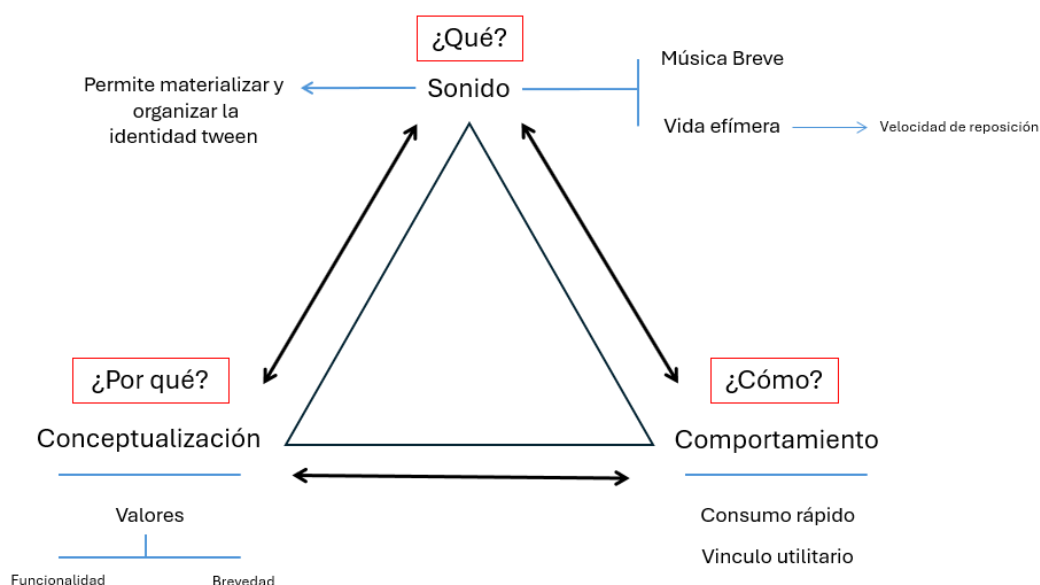 ¿Qué?
Sonido
Permite materializar y
organizar la
identidad tween
Música Breve
Vida efímera
Velocidad de reposición
¿Por qué?
Conceptualización
Valores
Funcionalidad
Brevedad
¿Cómo?
Comportamiento
Consumo rápido
Vinculo utilitario